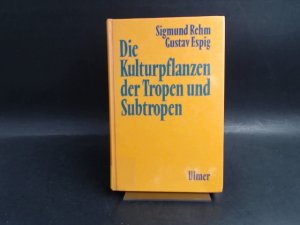 Sigmund Rehm
Gustav Espig
Die
Kulturpflanzen
der Tropen und
Subtropen
Ulmer